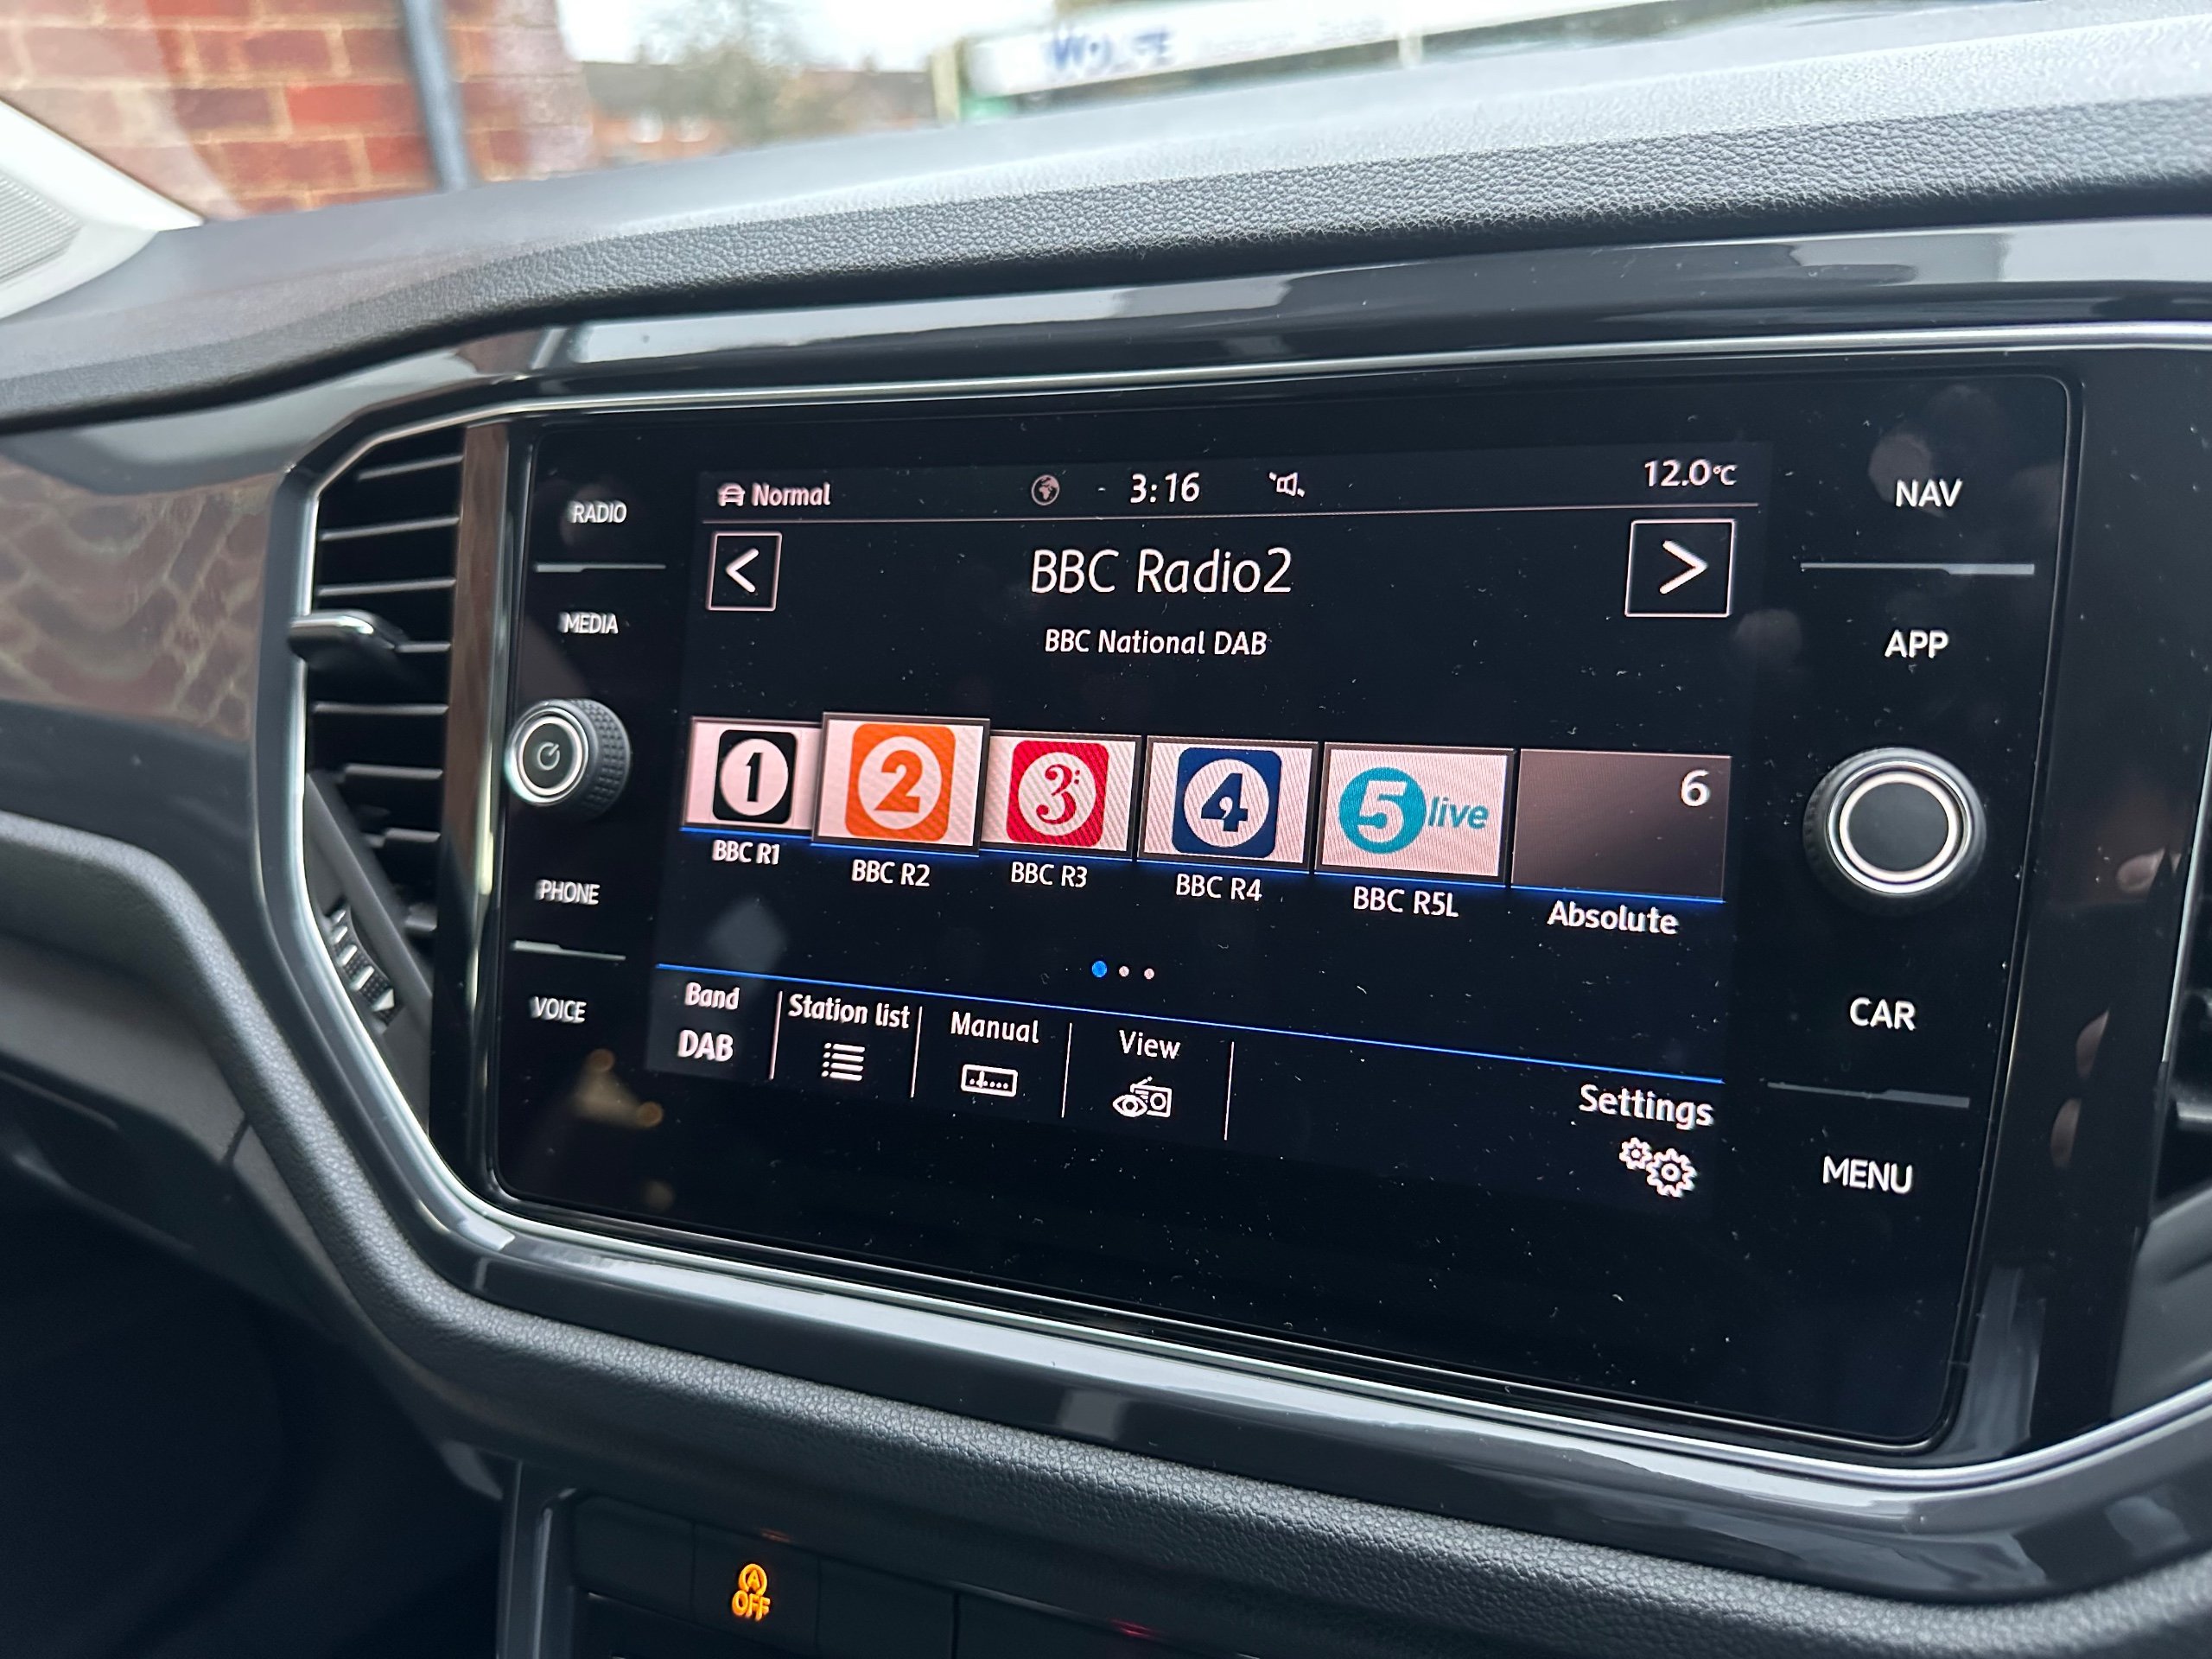 RADIO
MEDIA
PHONE
VOICE
Normal
3:16
12.0°C
<
BBC Radio2
>
BBC National DAB
1
2
3
4
5 live
6
BBC R1
BBC R2
BBC R3
BBC R4
BBC R5L
Absolute
Band
DAB
Station list
Manual
View
Settings
NAV
APP
CAR
MENU
A
OFF